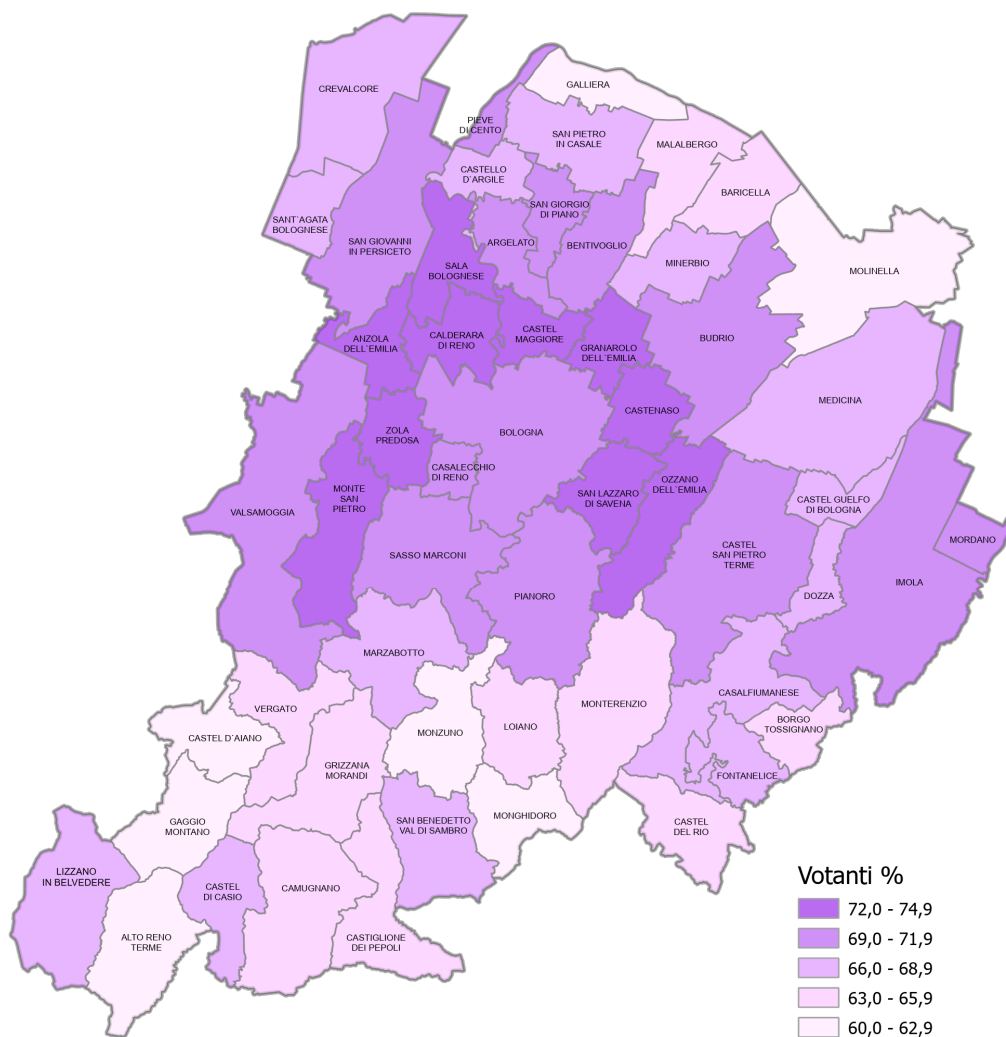 GALLIERA
CREVALCORE
PIEVE
DI CENTO
SAN PIETRO
IN CASALE
MALALBERGO
CASTELLO
D´ARGILE
BARICELLA
SAN GIORGIO
DI PIANO
SANT´AGATA
BOLOGNESE
SAN GIOVANNI
IN PERSICETO
ARGELATO
BENTIVOGLIO
MINERBIO
MOLINELLA
SALA
BOLOGNESE
ANZOLA
DELL´EMILIA
CALDERARA
DI RENO
CASTEL
MAGGIORE
GRANAROLO
DELL´EMILIA
BUDRIO
MEDICINA
CASTENASO
ZOLA
PREDOSA
BOLOGNA
CASALECCHIO
DI RENO
MONTE
SAN
PIETRO
SAN LAZZARO
DI SAVENA
OZZANO
DELL´EMILIA
CASTEL GUELFO
DI BOLOGNA
VALSAMOGGIA
MORDANO
CASTEL
SAN PIETRO
TERME
SASSO MARCONI
IMOLA
PIANORO
DOZZA
MARZABOTTO
CASALFIUMANESE
MONTERENZIO
VERGATO
BORGO
TOSSIGNANO
LOIANO
MONZUNO
CASTEL D´AIANO
GRIZZANA
MORANDI
FONTANELICE
SAN BENEDETTO
VAL DI SAMBRO
MONGHIDORO
GAGGIO
MONTANO
CASTEL
DEL RIO
LIZZANO
IN BELVEDERE
CASTEL
DI CASIO
CAMUGNANO
ALTO RENO
TERME
CASTIGLIONE
DEI PEPOLI
Votanti %
72,0 - 74,9
69,0 - 71,9
66,0 - 68,9
63,0 - 65,9
60,0 - 62,9